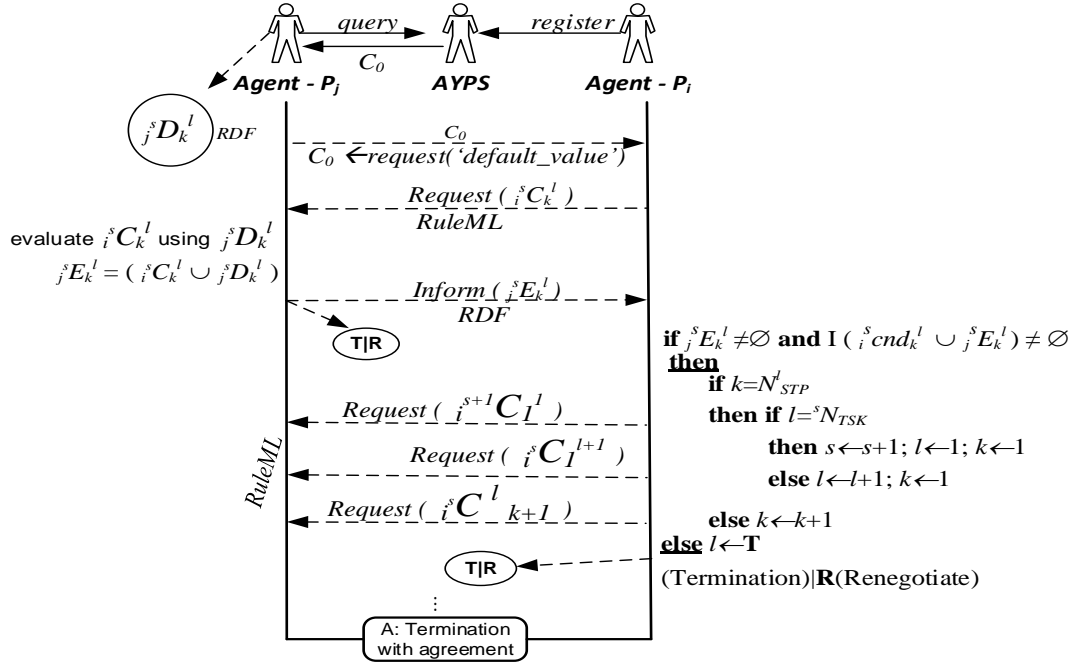 query
register
C₀
Agent - Pⱼ
AYPS
Agent - Pᵢ
ⱼˢDₖˡ RDF
C₀
C₀ ←request(‘default_value’)
Request ( ᵢˢCₖˡ )
RuleML
evaluate ᵢˢCₖˡ using ⱼˢDₖˡ
ⱼˢEₖˡ = ( ᵢˢCₖˡ ∪ ⱼˢDₖˡ )
Inform ( ⱼˢEₖˡ )
RDF
T|R
if ⱼˢEₖˡ ≠∅ and I ( ᵢˢcndₖˡ ∪ ⱼˢEₖˡ ) ≠ ∅
then
if k=Nˡ_STP
then if l=ˢN_TSK
then s←s+1; l←1; k←1
else l←l+1; k←1
else k←k+1
else l←T
(Termination)|R(Renegotiate)
Request ( ᵢˢ⁺¹C₁¹ )
Request ( ᵢˢC₁ˡ⁺¹ )
Request ( ᵢˢCˡₖ₊₁ )
RuleML
T|R
...
A: Termination
with agreement